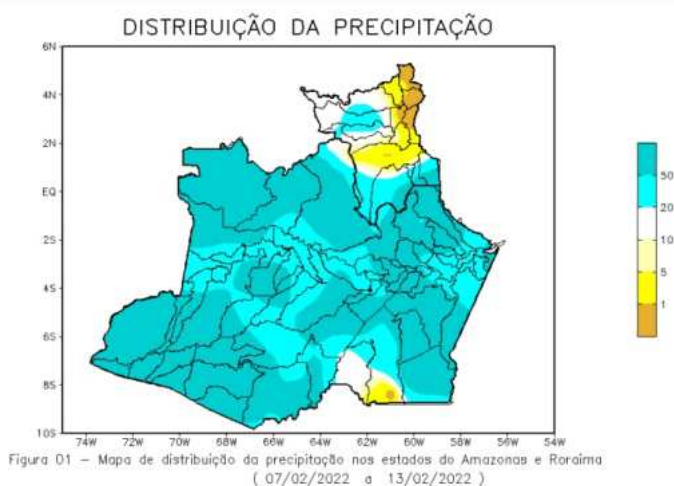 DISTRIBUIÇÃO DA PRECIPITAÇÃO
6N
4N
2N
EQ
2S
4S
6S
8S
10S
74W 72W 70W 68W 66W 64W 62W 60W 58W 56W 54W
50
20
10
5
1
Figura 01 – Mapa de distribuição da precipitação nos estados do Amazonas e Roraima
( 07/02/2022 a 13/02/2022 )